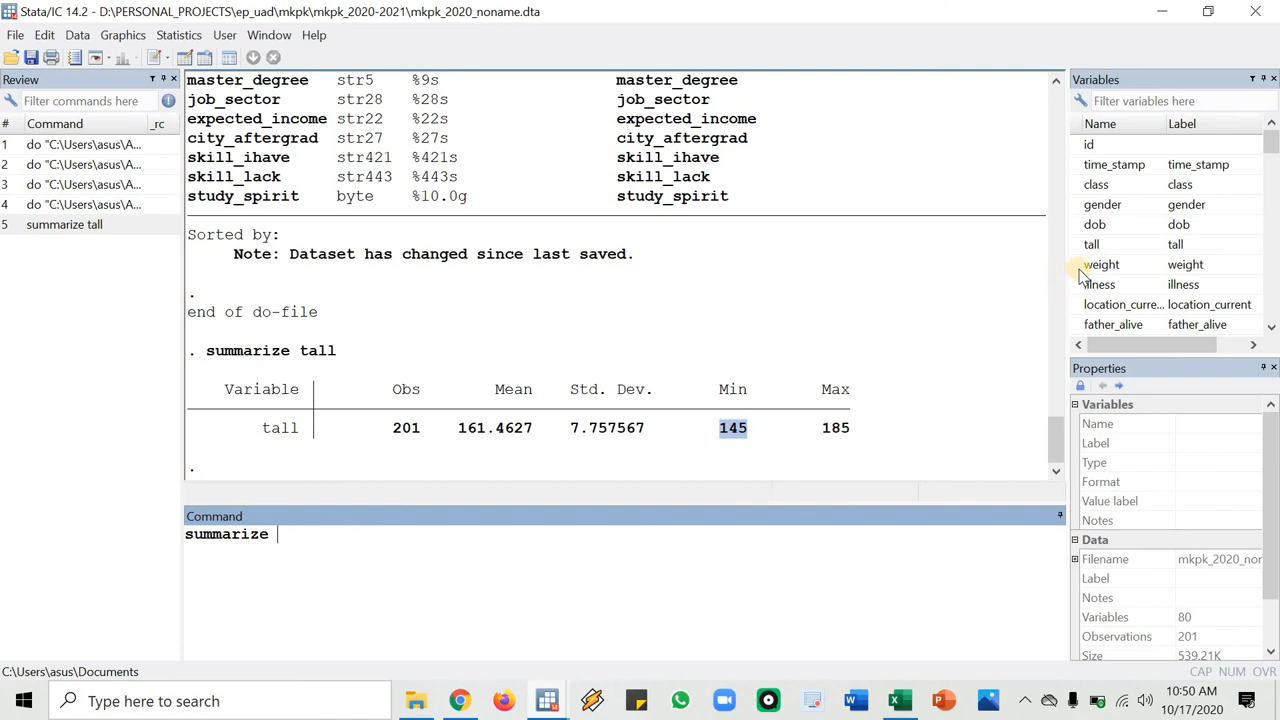 Stata/IC 14.2 - D:\PERSONAL_PROJECTS\ep_uad\mkpk\mkpk_2020-2021\mkpk_2020_noname.dta
File Edit Data Graphics Statistics User Window Help
Review
Filter commands here
# Command _rc
1 do "C:\Users\asus\A...
2 do "C:\Users\asus\A...
3 do "C:\Users\asus\A...
4 do "C:\Users\asus\A...
5 summarize tall
master_degree str5 %9s master_degree
job_sector str23 %28s job_sector
expected_income str22 %22s expected_income
city_aftergrad str27 %27s city_aftergrad
skill_ihave str421 %421s skill_ihave
skill_lack str443 %443s skill_lack
study_spirit byte %10.0g study_spirit
Sorted by:
Note: Dataset has changed since last saved.
.
end of do-file
. summarize tall
Variable Obs Mean Std. Dev. Min Max
tall 201 161.4627 7.757567 145 185
.
Command
summarize
Variables
Filter variables here
Name Label
id
time_stamp time_stamp
class class
gender gender
dob dob
tall tall
weight weight
illness illness
location_curre... location_current
father_alive father_alive
Properties
Variables
Name
Label
Type
Format
Value label
Notes
Data
Filename mkpk_2020_nor
Label
Notes
Variables 80
Observations 201
Size 539.21K
C:\Users\asus\Documents
CAP NUM OVR
Type here to search
10:50 AM
10/17/2020